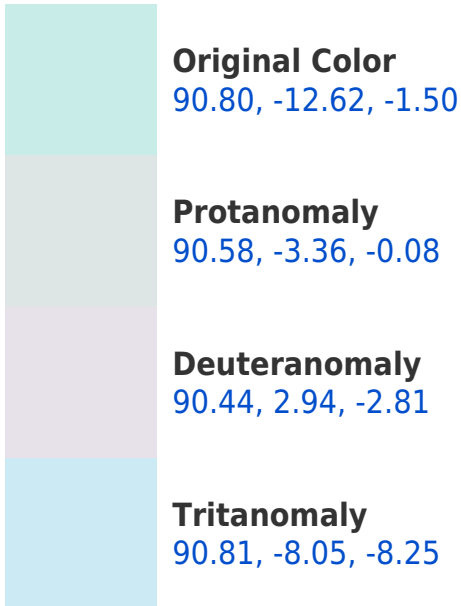 Original Color
90.80, -12.62, -1.50
Protanomaly
90.58, -3.36, -0.08
Deuteranomaly
90.44, 2.94, -2.81
Tritanomaly
90.81, -8.05, -8.25